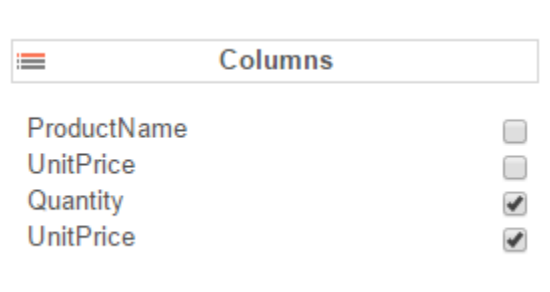 Columns
ProductName
UnitPrice
Quantity
UnitPrice